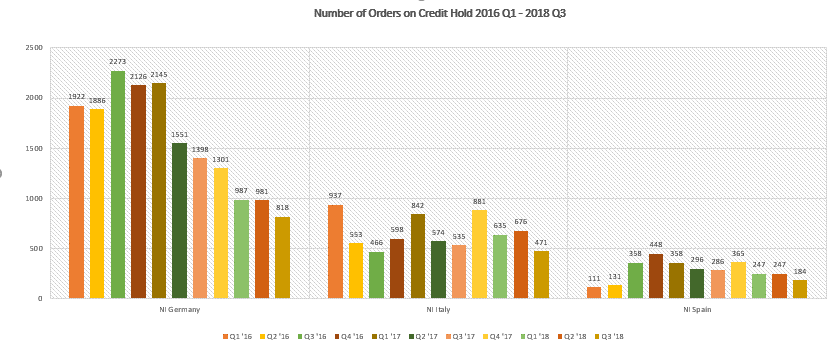 Number of Orders on Credit Hold 2016 Q1 - 2018 Q3
2500
2000
1500
1000
500
0
1922 1886 2273 2126 2145 1551 1398 1301 987 981 818
937 553 466 598 842 574 535 881 635 676 471
111 131 358 448 358 296 286 365 247 247 184
NI Germany NI Italy NI Spain
Q1 '16 Q2 '16 Q3 '16 Q4 '16 Q1 '17 Q2 '17 Q3 '17 Q4 '17 Q1 '18 Q2 '18 Q3 '18